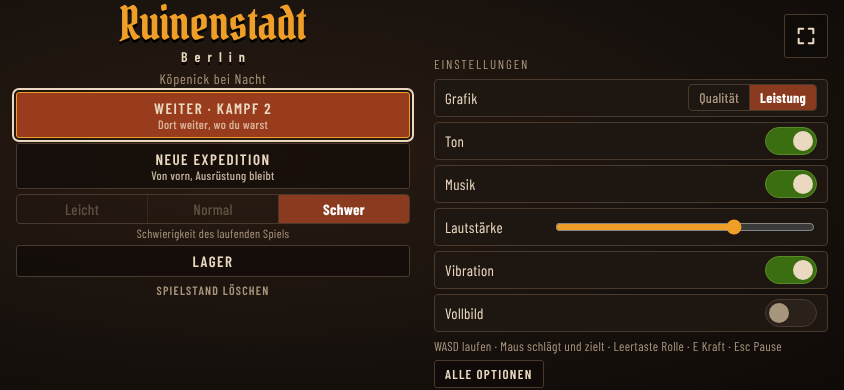 Ruinenstadt
Berlin
Köpenick bei Nacht
WEITER · KAMPF 2
Dort weiter, wo du warst
NEUE EXPEDITION
Von vorn, Ausrüstung bleibt
Leicht Normal Schwer
Schwierigkeit des laufenden Spiels
LAGER
SPIELSTAND LÖSCHEN
EINSTELLUNGEN
Grafik Qualität Leistung
Ton
Musik
Lautstärke
Vibration
Vollbild
WASD laufen · Maus schlägt und zielt · Leertaste Rolle · E Kraft · Esc Pause
ALLE OPTIONEN